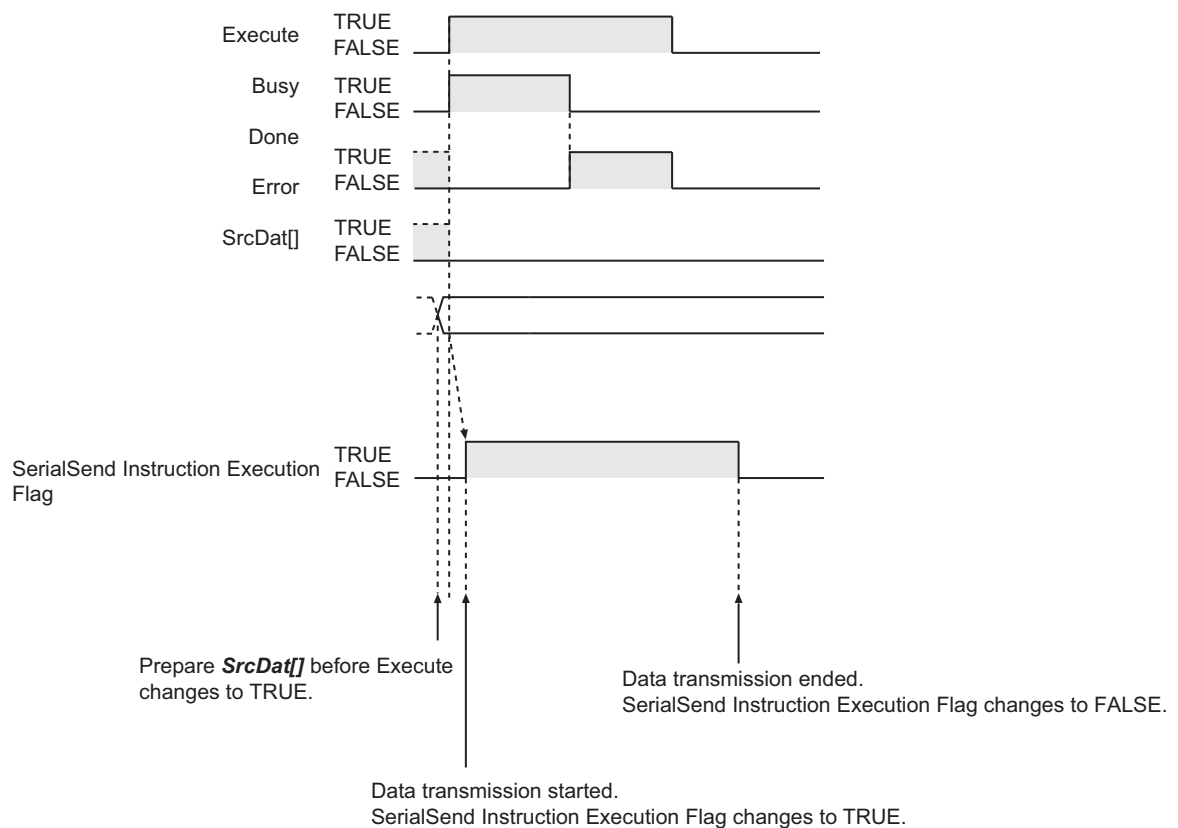 Execute
TRUE
FALSE
Busy
TRUE
FALSE
Done
TRUE
Error
FALSE
SrcDat[]
TRUE
FALSE
SerialSend Instruction Execution
Flag
TRUE
FALSE
Prepare SrcDat[] before Execute
changes to TRUE.
Data transmission ended.
SerialSend Instruction Execution Flag changes to FALSE.
Data transmission started.
SerialSend Instruction Execution Flag changes to TRUE.